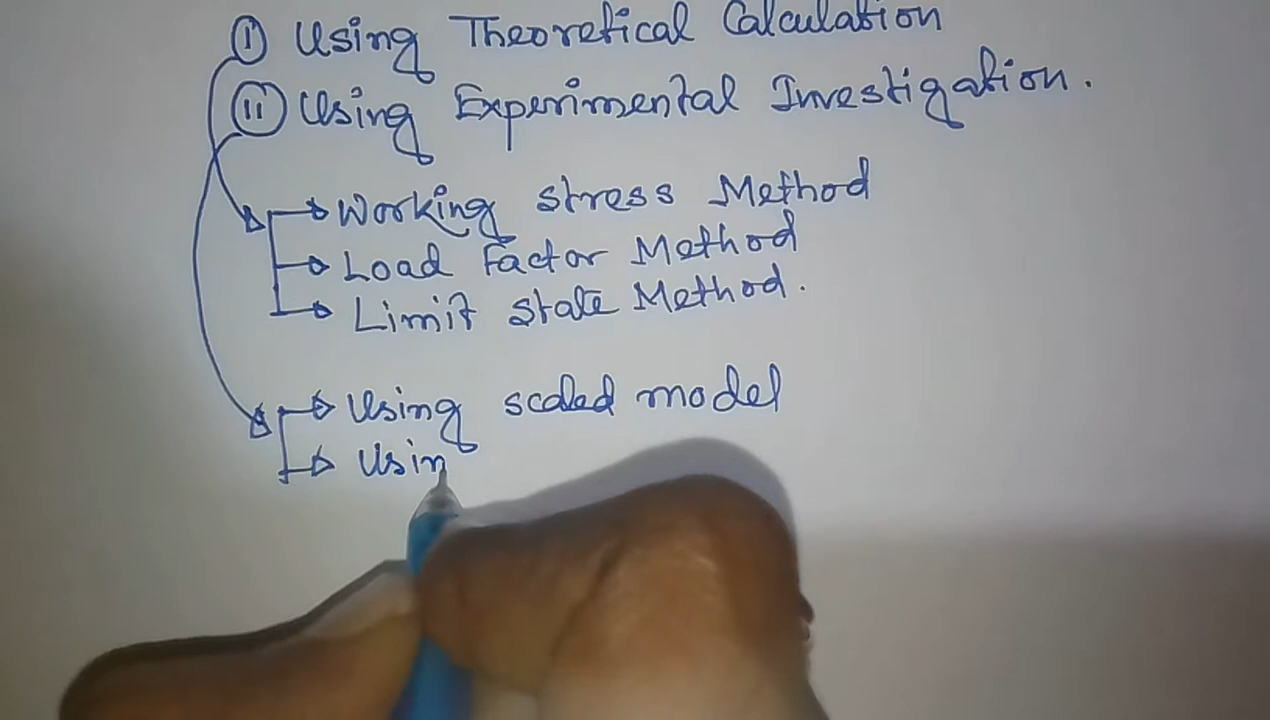 I Using Theoretical Calculation
II Using Experimental Investigation.
Working stress Method
Load Factor Method
Limit State Method.
Using scaled model
Usin